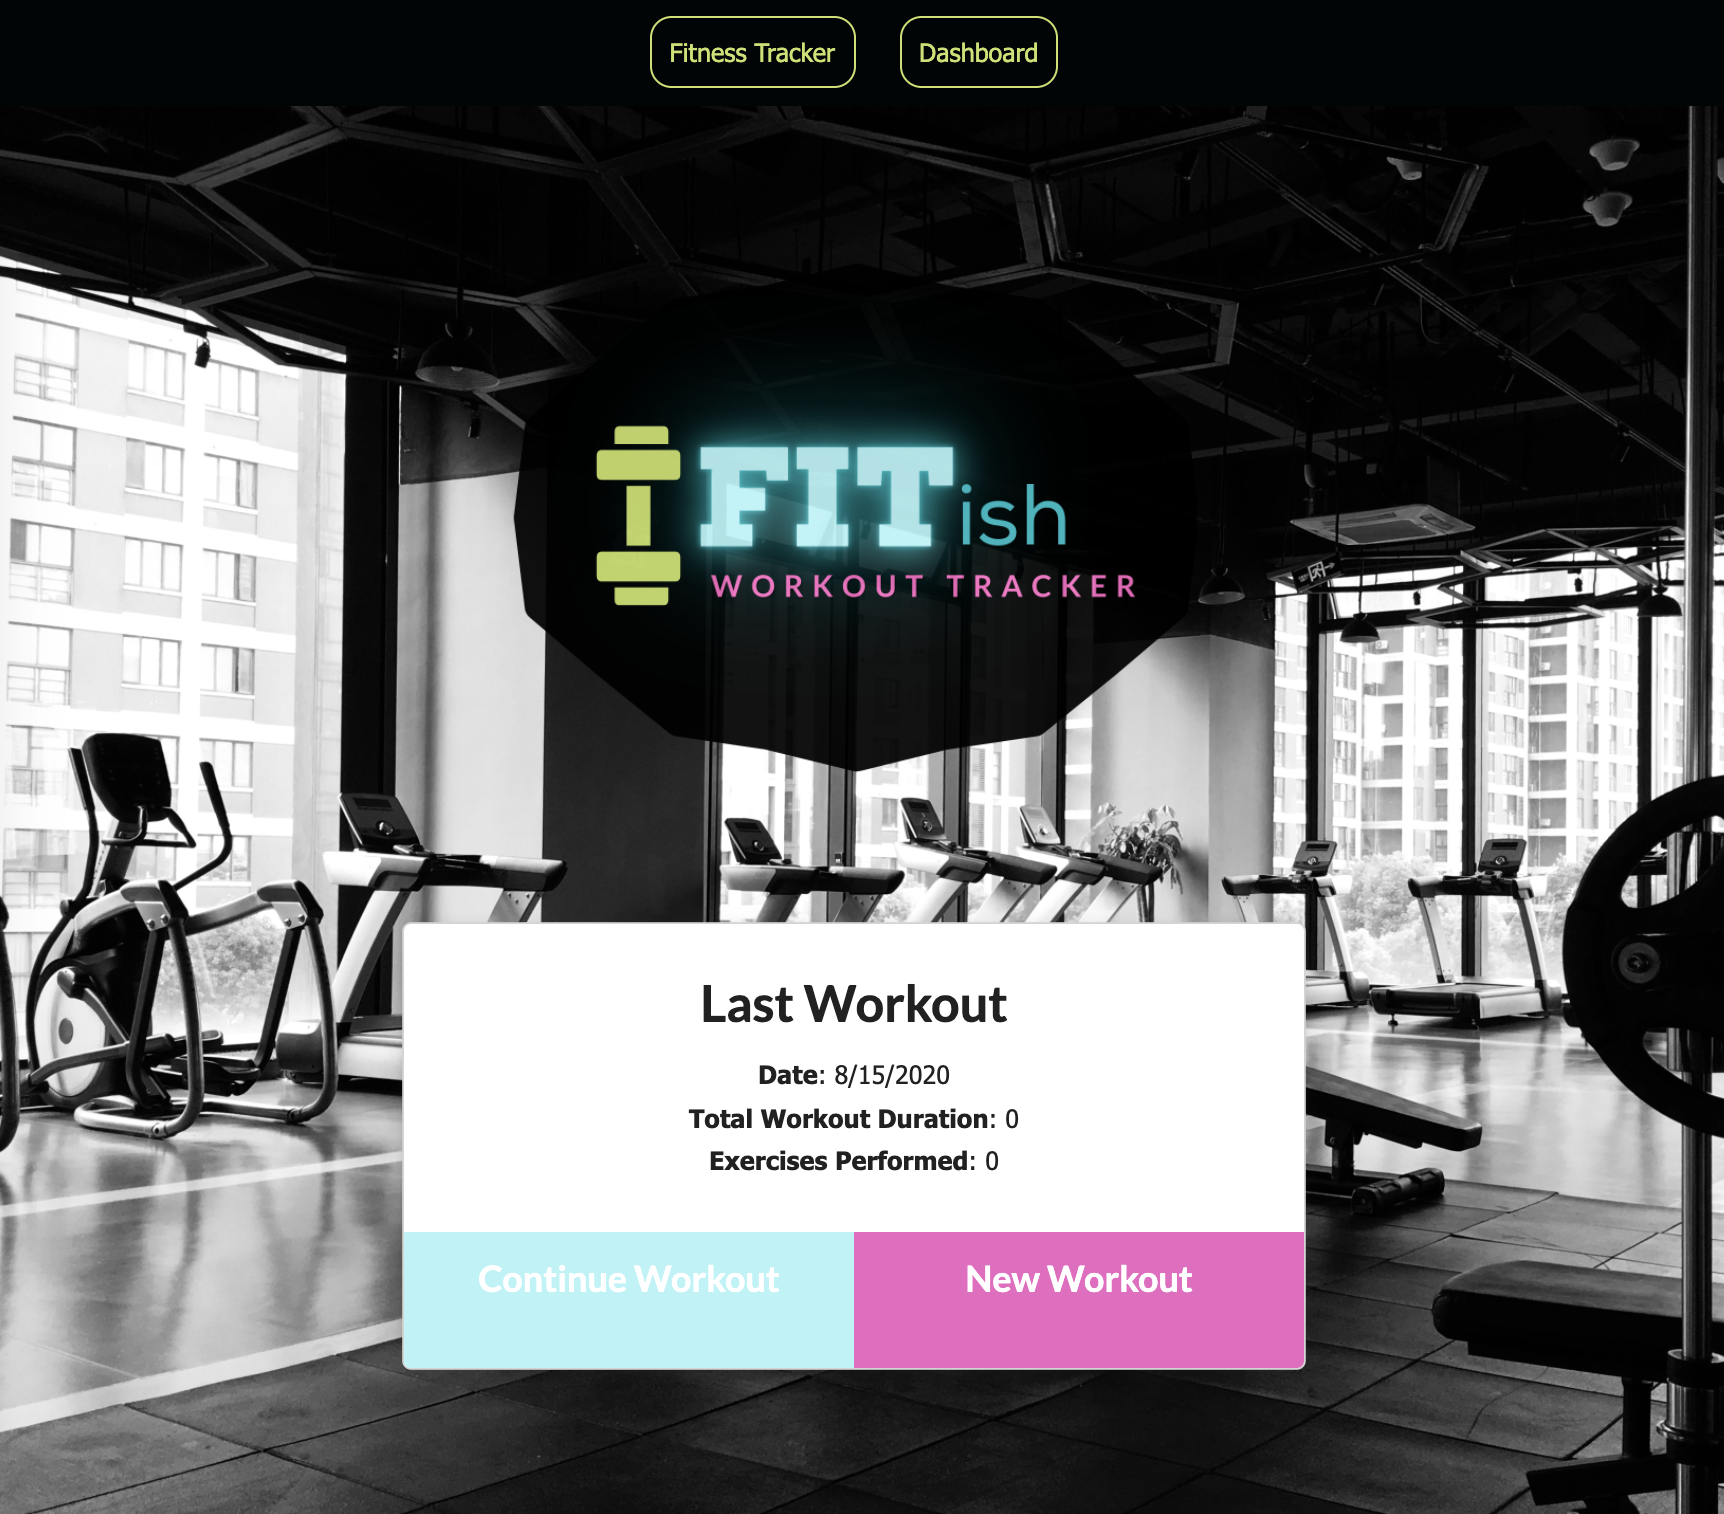 Fitness Tracker Dashboard
FITish
WORKOUT TRACKER
Last Workout
Date: 8/15/2020
Total Workout Duration: 0
Exercises Performed: 0
Continue Workout New Workout